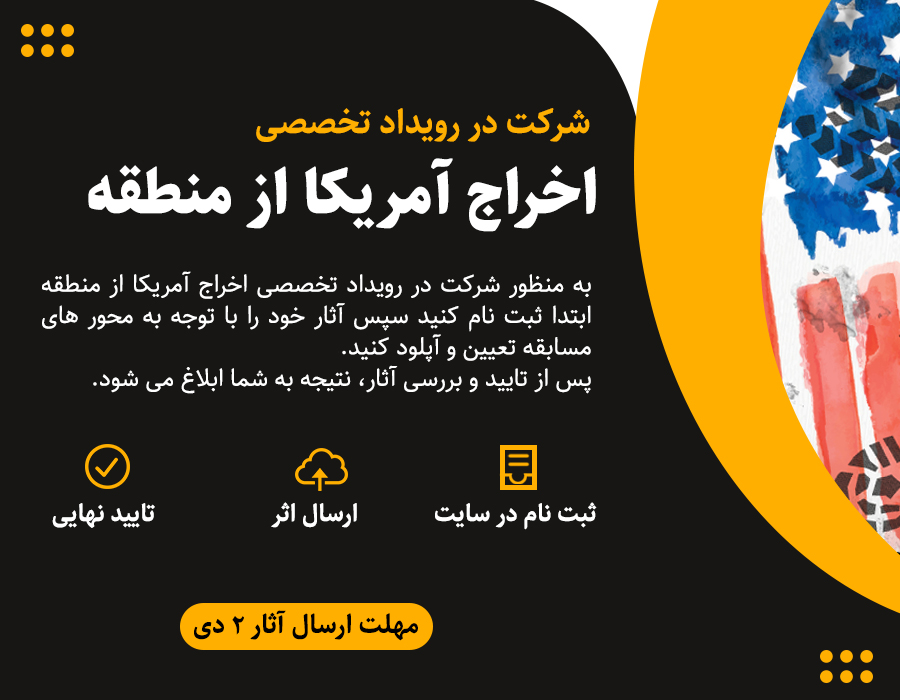 شرکت در رویداد تخصصی
اخراج آمریکا از منطقه
به منظور شرکت در رویداد تخصصی اخراج آمریکا از منطقه
ابتدا ثبت نام کنید سپس آثار خود را با توجه به محور های
مسابقه تعیین و آپلود کنید.
پس از تایید و بررسی آثار، نتیجه به شما ابلاغ می شود.
ثبت نام در سایت
ارسال اثر
تایید نهایی
مهلت ارسال آثار ۲ دی